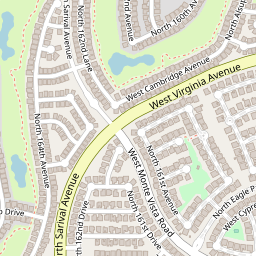 North 160th Avenue
North Sarival Avenue
North 162nd Lane
West Cambridge Avenue
West Virginia Avenue
North 164th Avenue
North 161st Avenue
West Monte Vista Road
North Sarival Avenue
North 162nd Drive
North 161st Drive
North Eagle
West Cyp
Drive